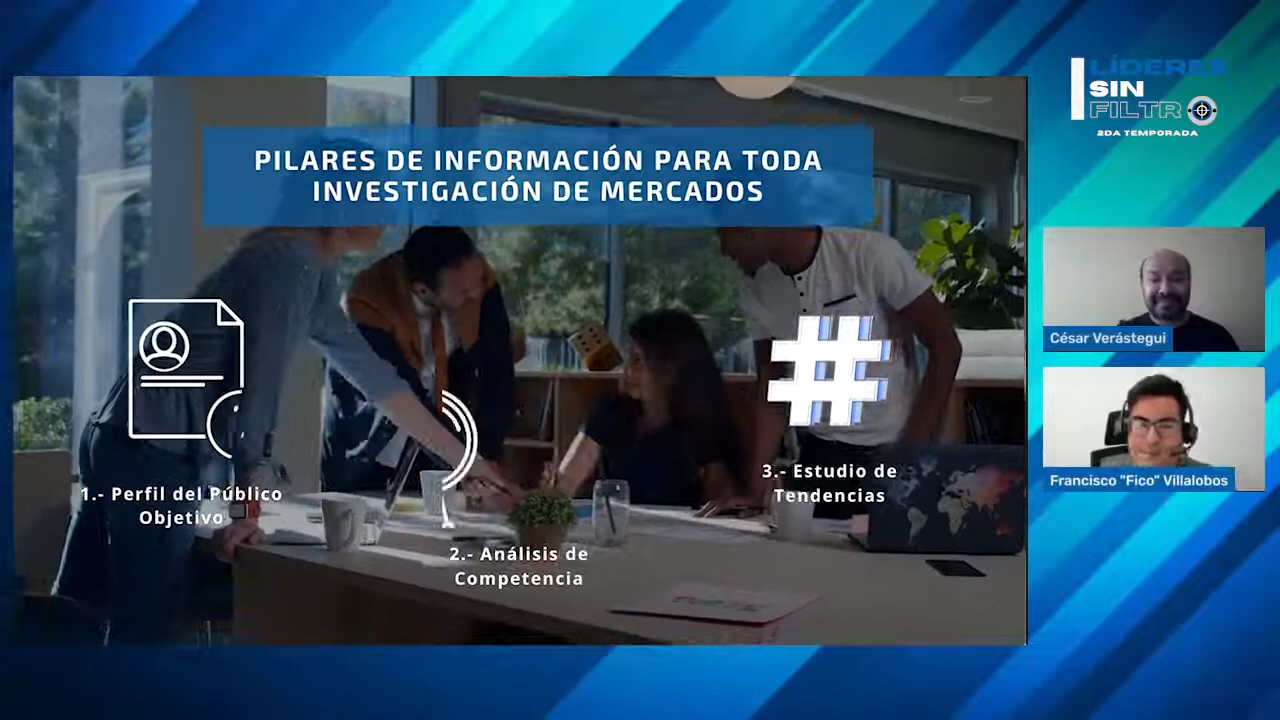 PILARES DE INFORMACIÓN PARA TODA
INVESTIGACIÓN DE MERCADOS
1.- Perfil del Público
Objetivo
2.- Análisis de
Competencia
3.- Estudio de
Tendencias
LÍDERES
SIN
FILTRO
2DA TEMPORADA
César Verástegui
Francisco "Fico" Villalobos